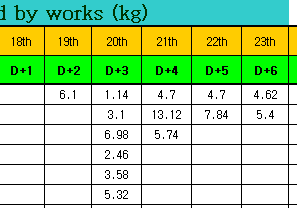 d by works (kg)
18th 19th 20th 21th 22th 23th
D+1 D+2 D+3 D+4 D+5 D+6
6.1 1.14 4.7 4.7 4.62
3.1 13.12 7.84 5.4
6.98 5.74
2.46
3.58
5.32